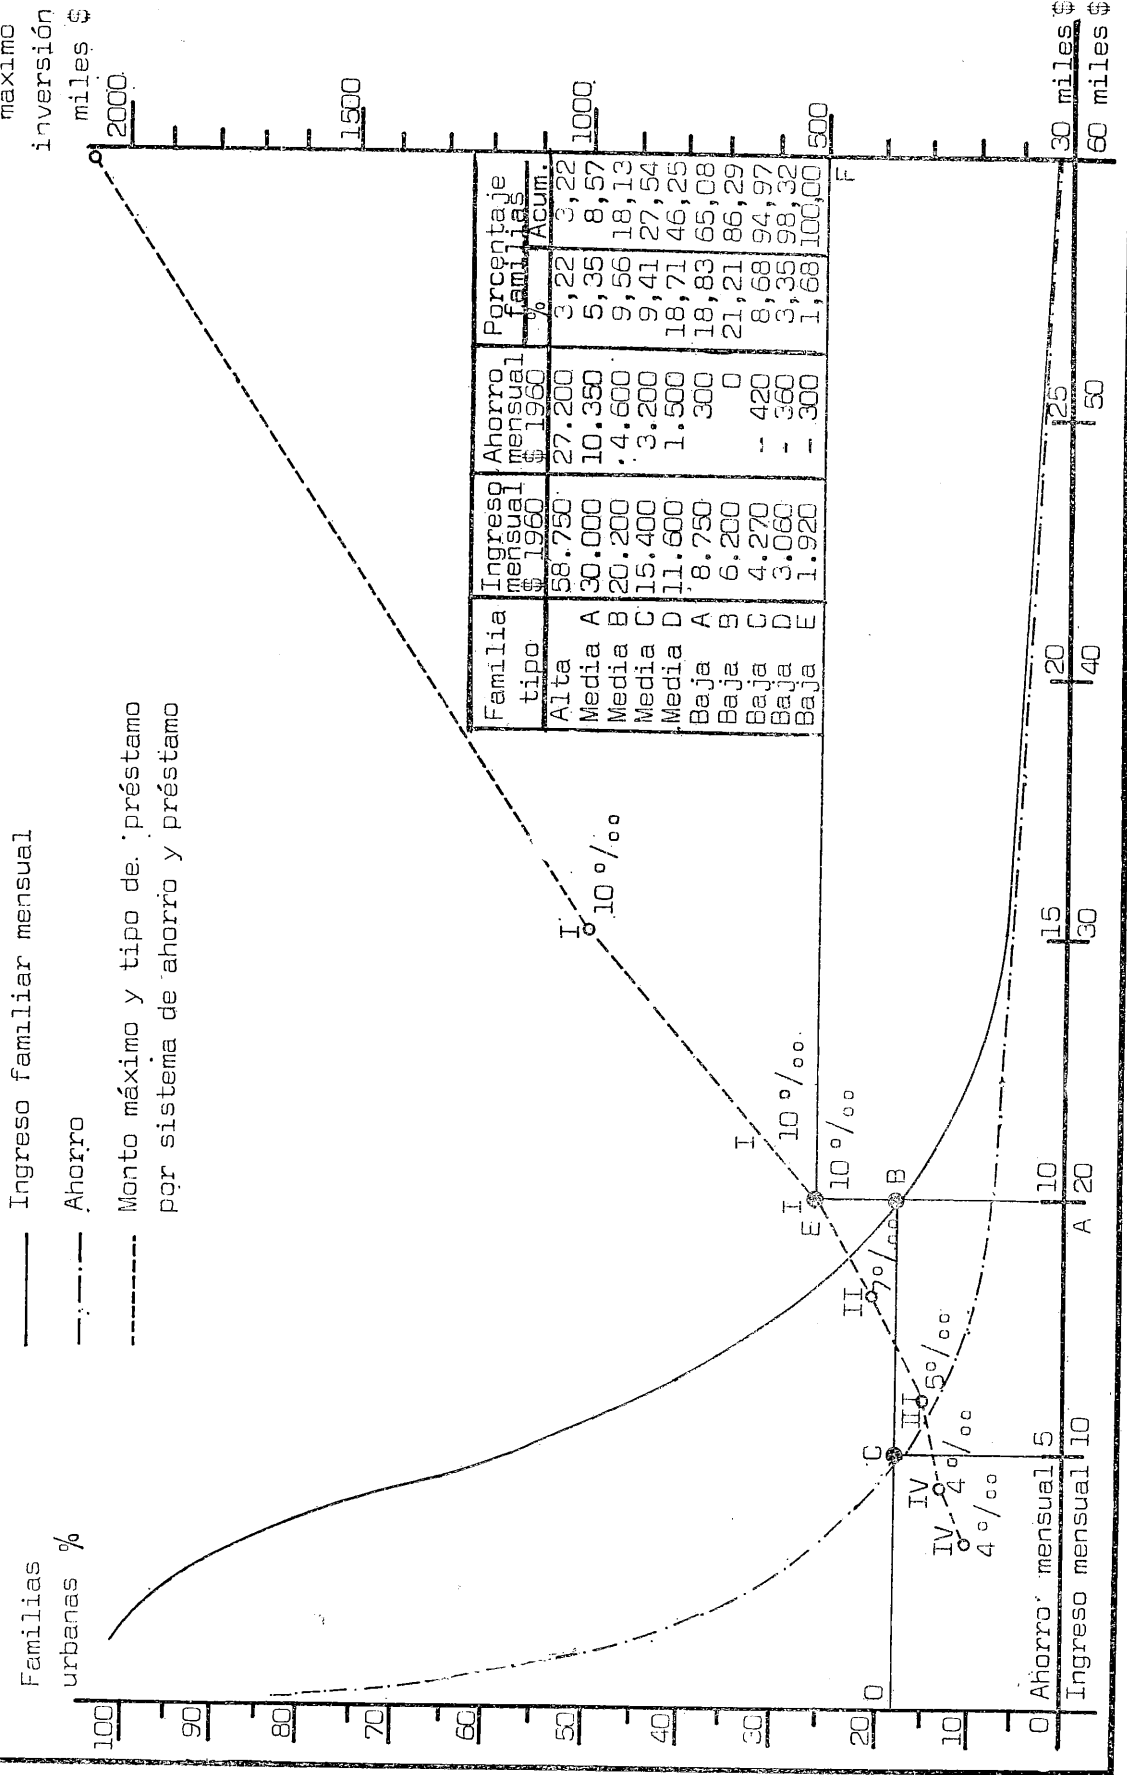 Familias
urbanas %
Ingreso familiar mensual
Ahorro
Monto máximo y tipo de préstamo
por sistema de ahorro y préstamo
maximo
inversión
miles $
100
90
80
70
60
50
40
30
20
10
0
2000
1500
1000
500
I
10 º/oo
I
10 º/oo
I
E
10 º/oo
II
7º/oo
III
5º/oo
IV
4 º/oo
IV
4 º/oo
B
C
D
F
A
Familia tipo | Ingreso mensual $ 1960 | Ahorro mensual $ 1960 | Porcentaje familias % | Acum.
Alta 58.750 27.200 3,22 3,22
Media A 30.000 10.350 5,35 8,57
Media B 20.200 4.600 9,56 18,13
Media C 15.400 3.200 9,41 27,54
Media D 11.600 1.500 18,71 46,25
Baja A 8.750 300 18,83 65,08
Baja B 6.200 0 21,21 86,29
Baja C 4.270 - 420 8,68 94,97
Baja D 3.060 - 360 3,35 98,32
Baja E 1.920 - 300 1,68 100,00
Ahorro mensual 5 10 15 20 25 30 miles $
Ingreso mensual 10 20 30 40 50 60 miles $